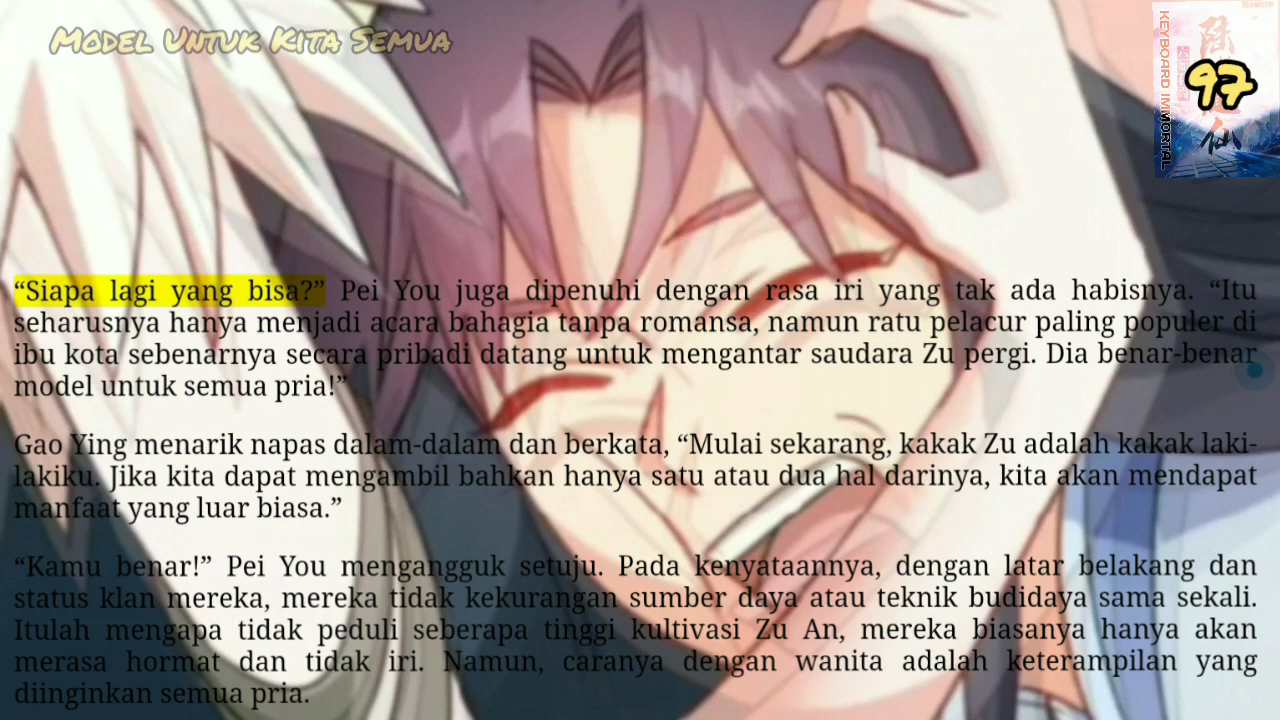 Model Untuk Kita Semua
KEYBOARD IMMORTAL
97
仙
“Siapa lagi yang bisa?” Pei You juga dipenuhi dengan rasa iri yang tak ada habisnya. “Itu
seharusnya hanya menjadi acara bahagia tanpa romansa, namun ratu pelacur paling populer di
ibu kota sebenarnya secara pribadi datang untuk mengantar saudara Zu pergi. Dia benar-benar
model untuk semua pria!”
Gao Ying menarik napas dalam-dalam dan berkata, “Mulai sekarang, kakak Zu adalah kakak laki-
lakiku. Jika kita dapat mengambil bahkan hanya satu atau dua hal darinya, kita akan mendapat
manfaat yang luar biasa.”
“Kamu benar!” Pei You mengangguk setuju. Pada kenyataannya, dengan latar belakang dan
status klan mereka, mereka tidak kekurangan sumber daya atau teknik budidaya sama sekali.
Itulah mengapa tidak peduli seberapa tinggi kultivasi Zu An, mereka biasanya hanya akan
merasa hormat dan tidak iri. Namun, caranya dengan wanita adalah keterampilan yang
diinginkan semua pria.